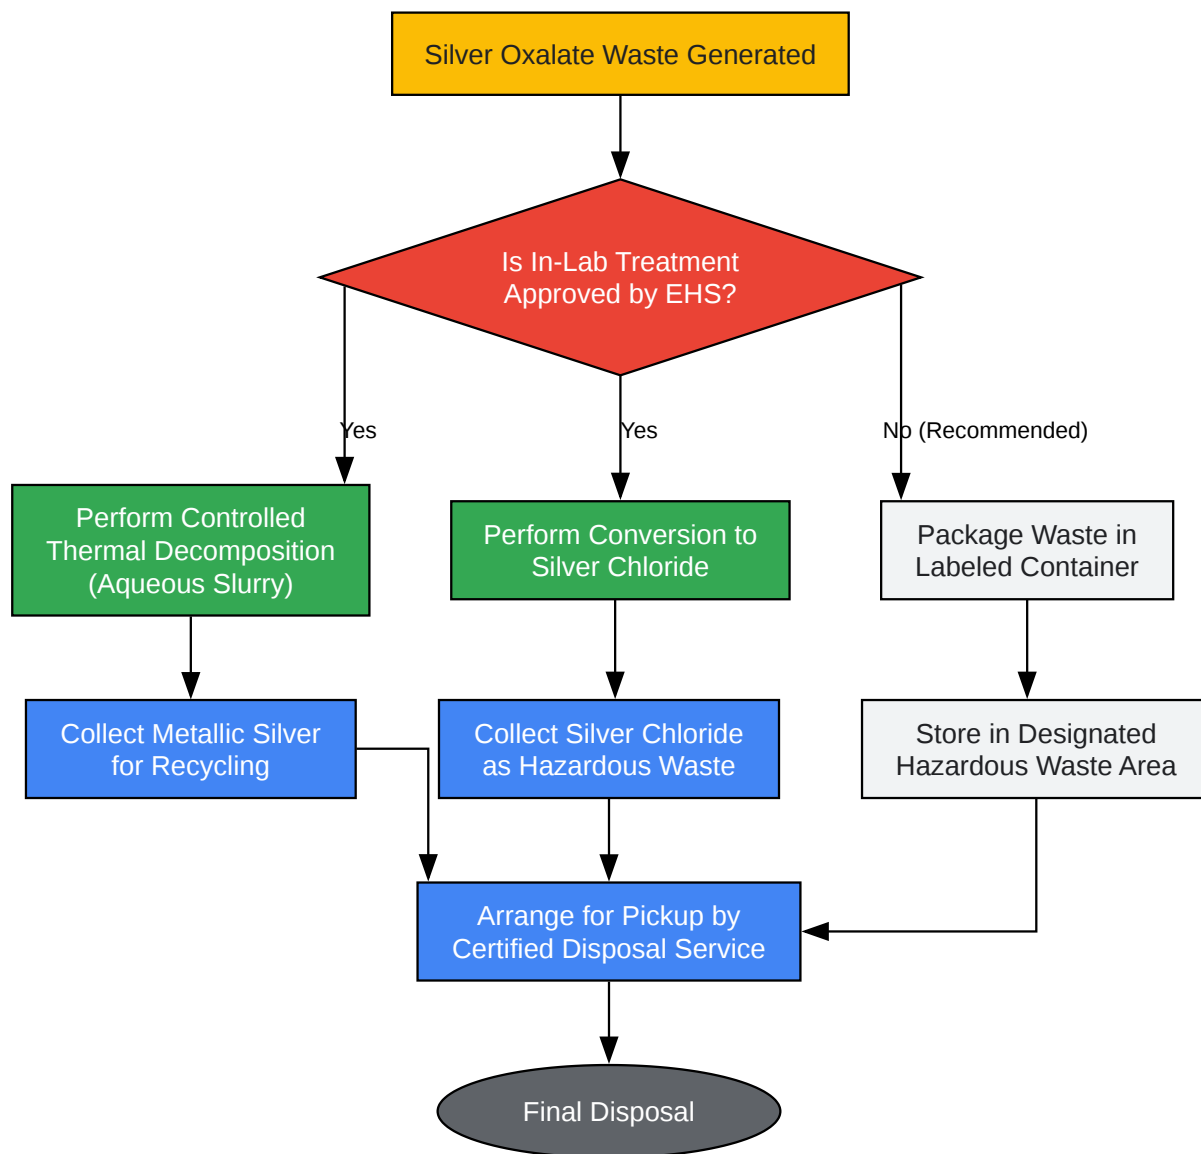 Silver Oxalate Waste Generated
Is In-Lab Treatment
Approved by EHS?
Yes
Yes
No (Recommended)
Perform Controlled
Thermal Decomposition
(Aqueous Slurry)
Perform Conversion to
Silver Chloride
Package Waste in
Labeled Container
Collect Metallic Silver
for Recycling
Collect Silver Chloride
as Hazardous Waste
Store in Designated
Hazardous Waste Area
Arrange for Pickup by
Certified Disposal Service
Final Disposal